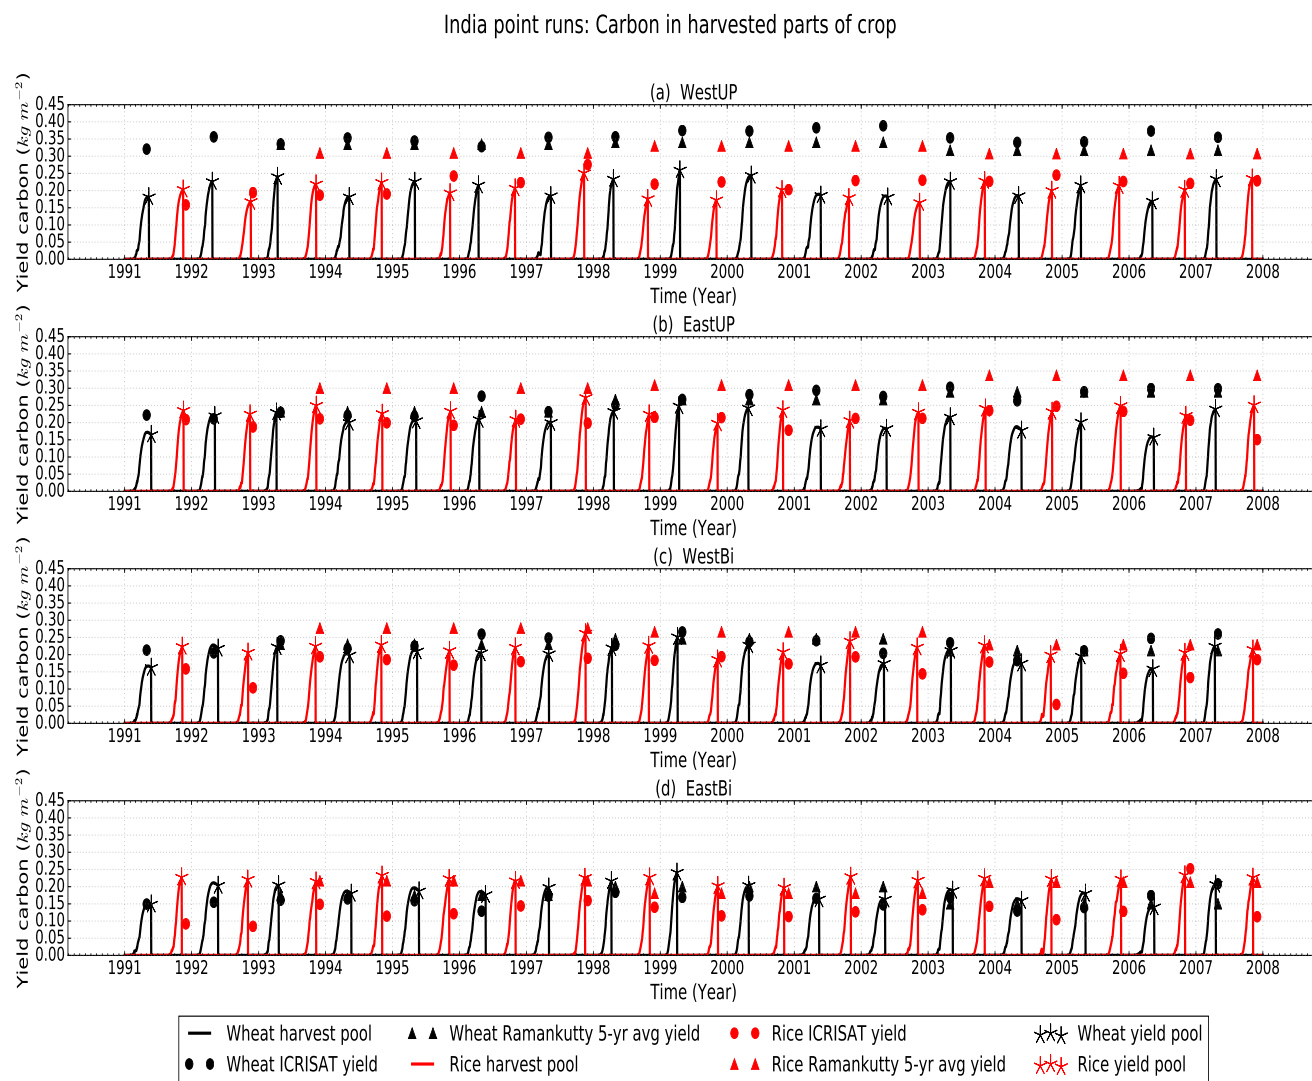 India point runs: Carbon in harvested parts of crop
(a) WestUP
Yield carbon (kg m−2)
0.45
0.40
0.35
0.30
0.25
0.20
0.15
0.10
0.05
0.00
1991 1992 1993 1994 1995 1996 1997 1998 1999 2000 2001 2002 2003 2004 2005 2006 2007 2008
Time (Year)
(b) EastUP
Yield carbon (kg m−2)
0.45
0.40
0.35
0.30
0.25
0.20
0.15
0.10
0.05
0.00
1991 1992 1993 1994 1995 1996 1997 1998 1999 2000 2001 2002 2003 2004 2005 2006 2007 2008
Time (Year)
(c) WestBi
Yield carbon (kg m−2)
0.45
0.40
0.35
0.30
0.25
0.20
0.15
0.10
0.05
0.00
1991 1992 1993 1994 1995 1996 1997 1998 1999 2000 2001 2002 2003 2004 2005 2006 2007 2008
Time (Year)
(d) EastBi
Yield carbon (kg m−2)
0.45
0.40
0.35
0.30
0.25
0.20
0.15
0.10
0.05
0.00
1991 1992 1993 1994 1995 1996 1997 1998 1999 2000 2001 2002 2003 2004 2005 2006 2007 2008
Time (Year)
Wheat harvest pool Wheat Ramankutty 5-yr avg yield Rice ICRISAT yield Wheat yield pool
Wheat ICRISAT yield Rice harvest pool Rice Ramankutty 5-yr avg yield Rice yield pool